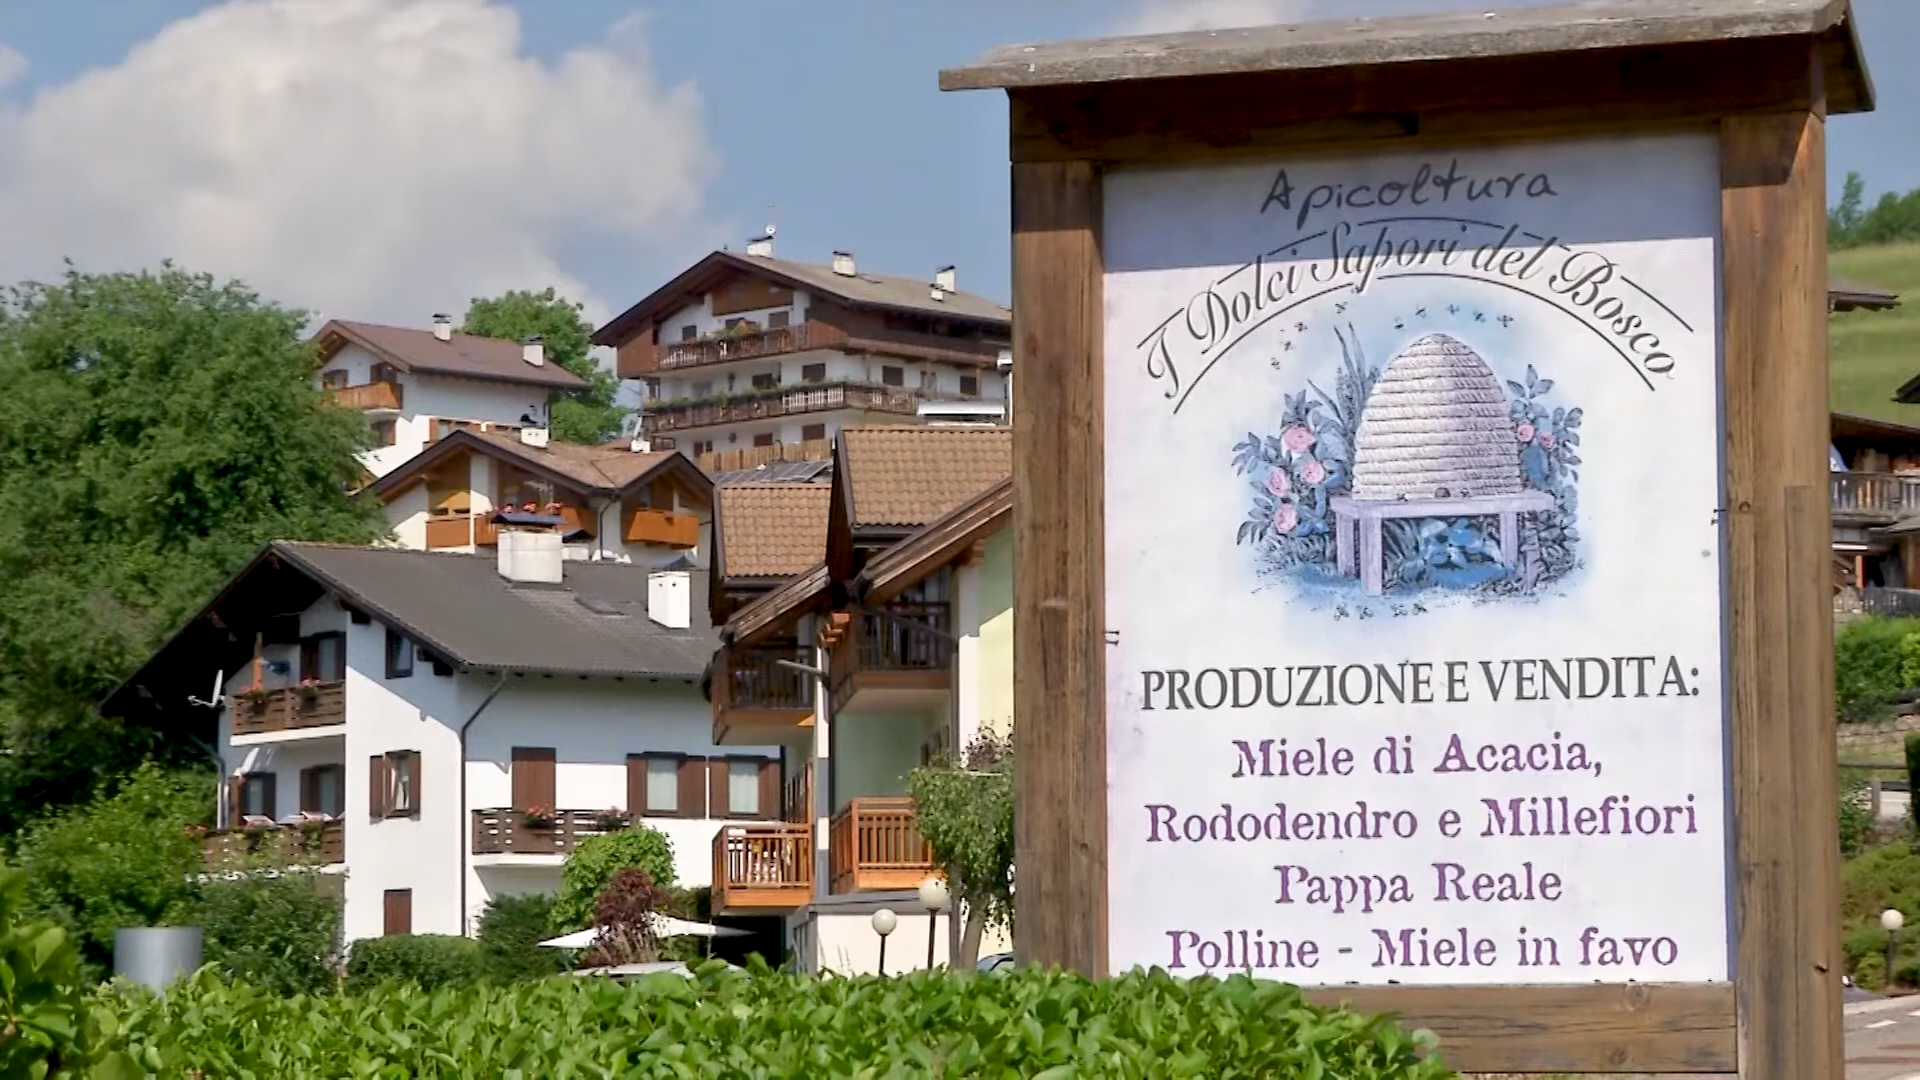 Apicoltura
I Dolci Sapori del Bosco
PRODUZIONE E VENDITA:
Miele di Acacia,
Rododendro e Millefiori
Pappa Reale
Polline - Miele in favo